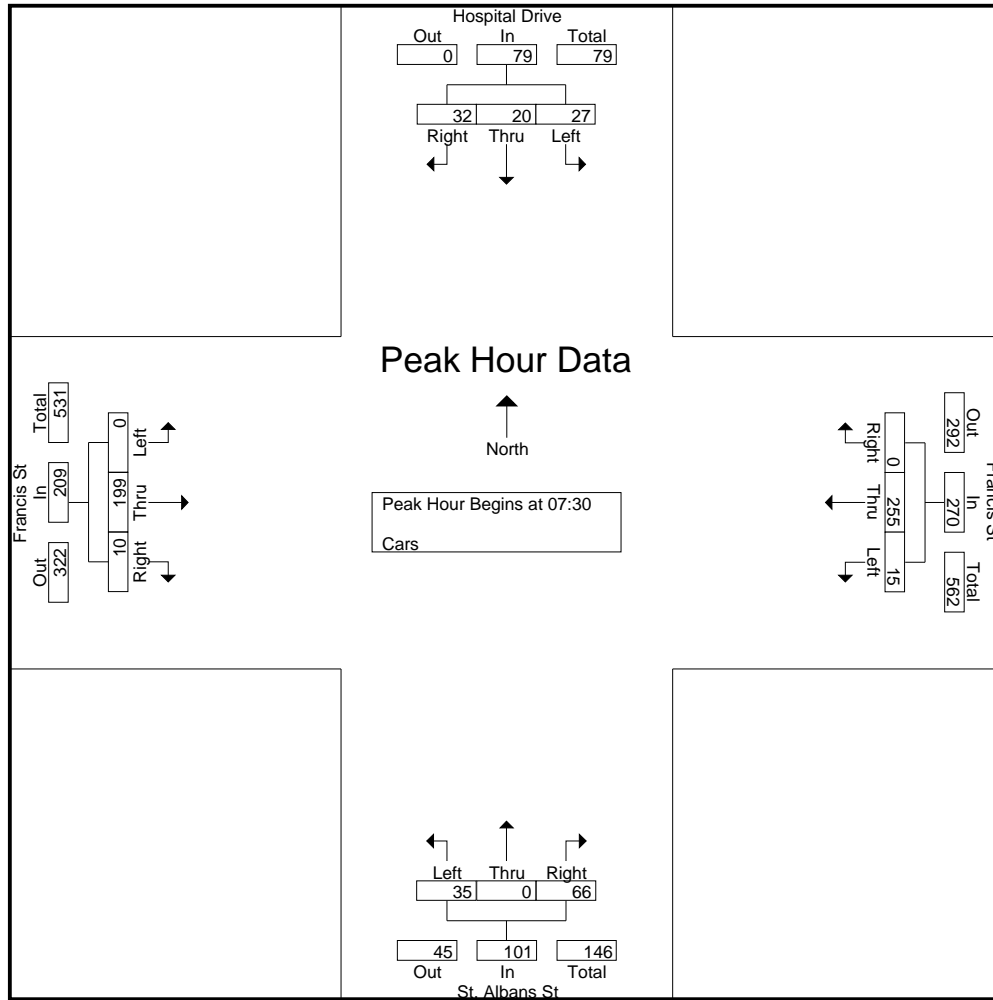 Hospital Drive
Out In Total
0 79 79
32 20 27
Right Thru Left
Peak Hour Data
North
Peak Hour Begins at 07:30
Cars
Francis St
Total In Out
531 209 322
0 199 10
Left Thru Right
Right Thru Left
0 255 15
Out In Total
292 270 562
Francis St
Left Thru Right
35 0 66
45 101 146
Out In Total
St. Albans St